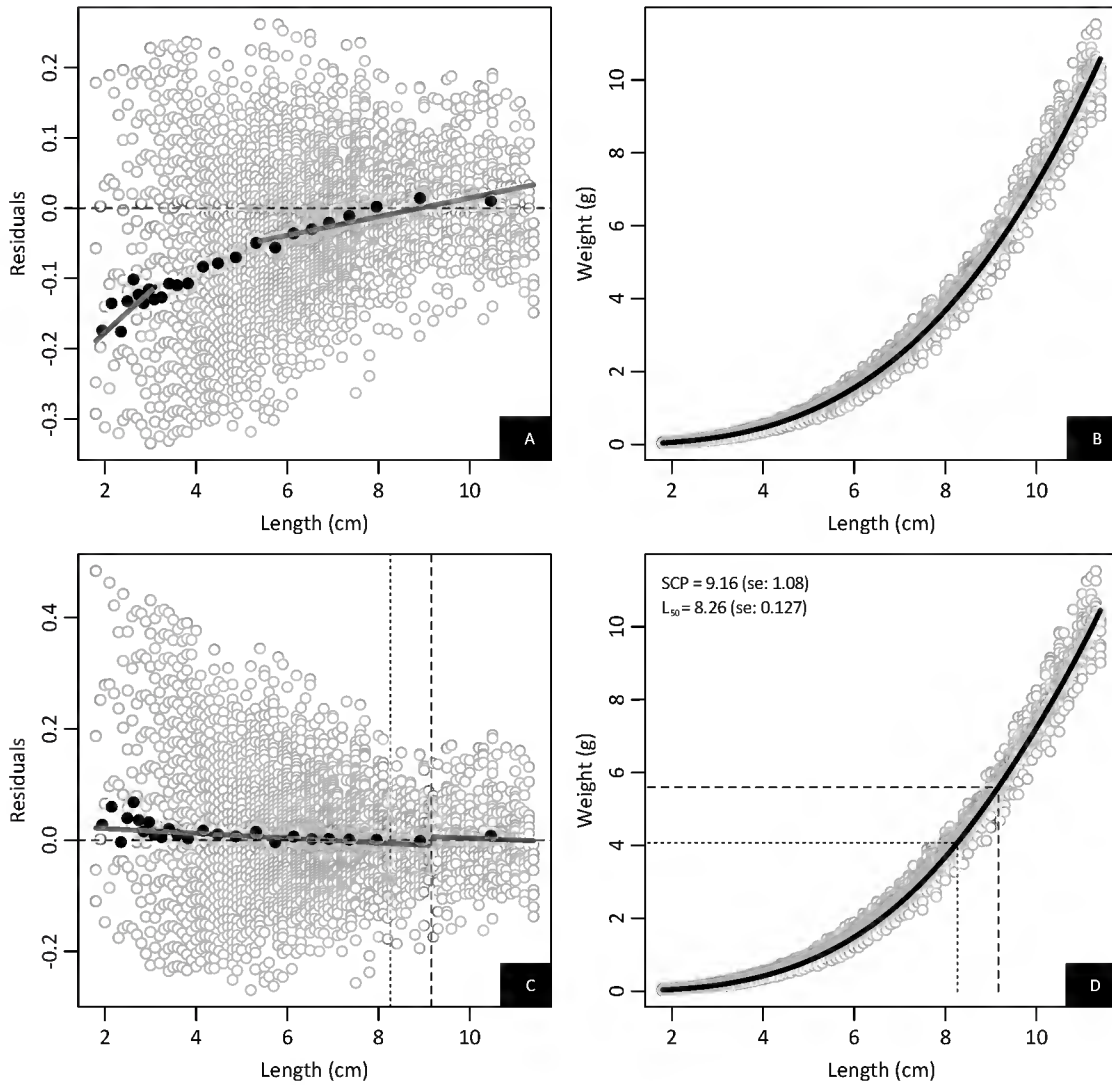 Residuals
0.2
0.1
0.0
-0.1
-0.2
-0.3
A
2 4 6 8 10
Length (cm)
Weight (g)
10
8
6
4
2
0
B
2 4 6 8 10
Length (cm)
Residuals
0.4
0.2
0.0
-0.2
C
2 4 6 8 10
Length (cm)
SCP = 9.16 (se: 1.08)
L50 = 8.26 (se: 0.127)
Weight (g)
10
8
6
4
2
0
D
2 4 6 8 10
Length (cm)